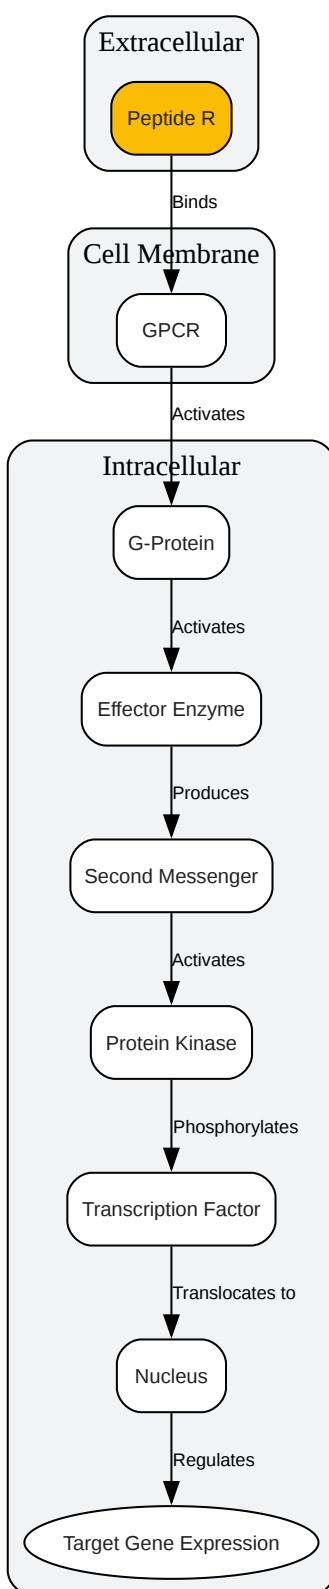 Extracellular
Peptide R
Binds
Cell Membrane
GPCR
Activates
Intracellular
G-Protein
Activates
Effector Enzyme
Produces
Second Messenger
Activates
Protein Kinase
Phosphorylates
Transcription Factor
Translocates to
Nucleus
Regulates
Target Gene Expression